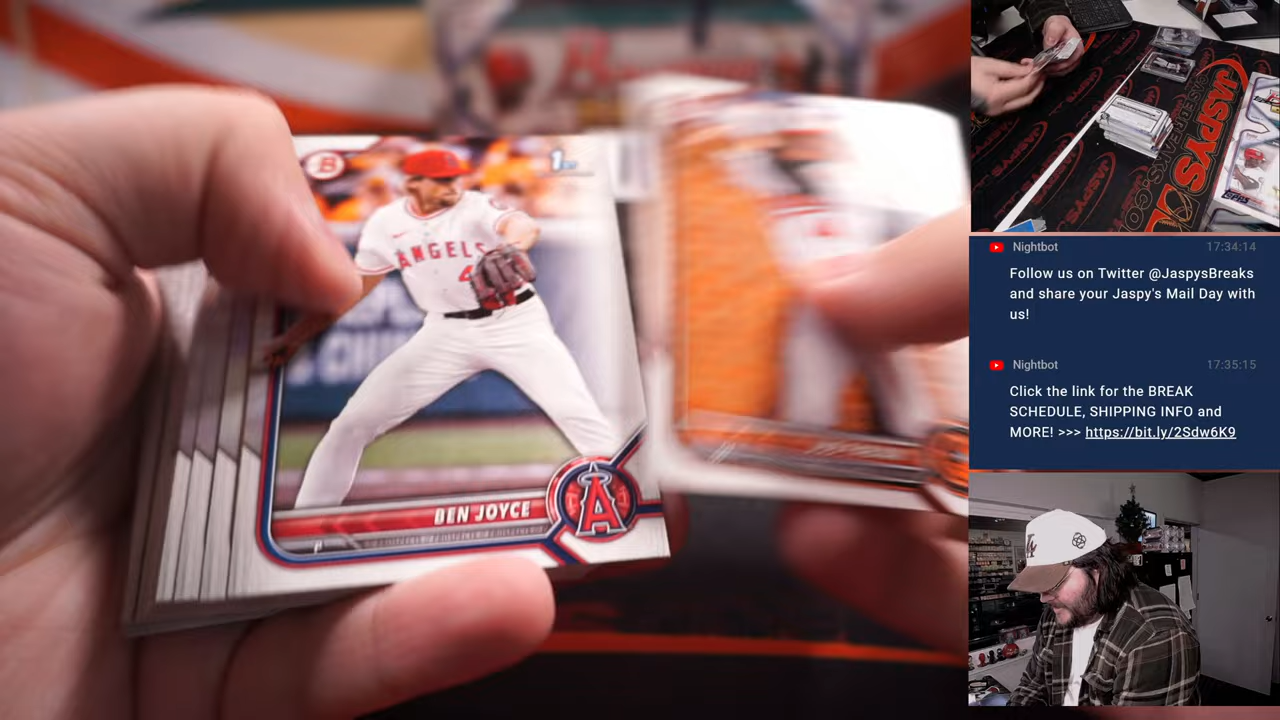 B
1st
ANGELS
4
BEN JOYCE
P
A
JASPYS
JASPYS
Nightbot
17:34:14
Follow us on Twitter @JaspysBreaks
and share your Jaspy's Mail Day with
us!
Nightbot
17:35:15
Click the link for the BREAK
SCHEDULE, SHIPPING INFO and
MORE! >>> https://bit.ly/2Sdw6K9